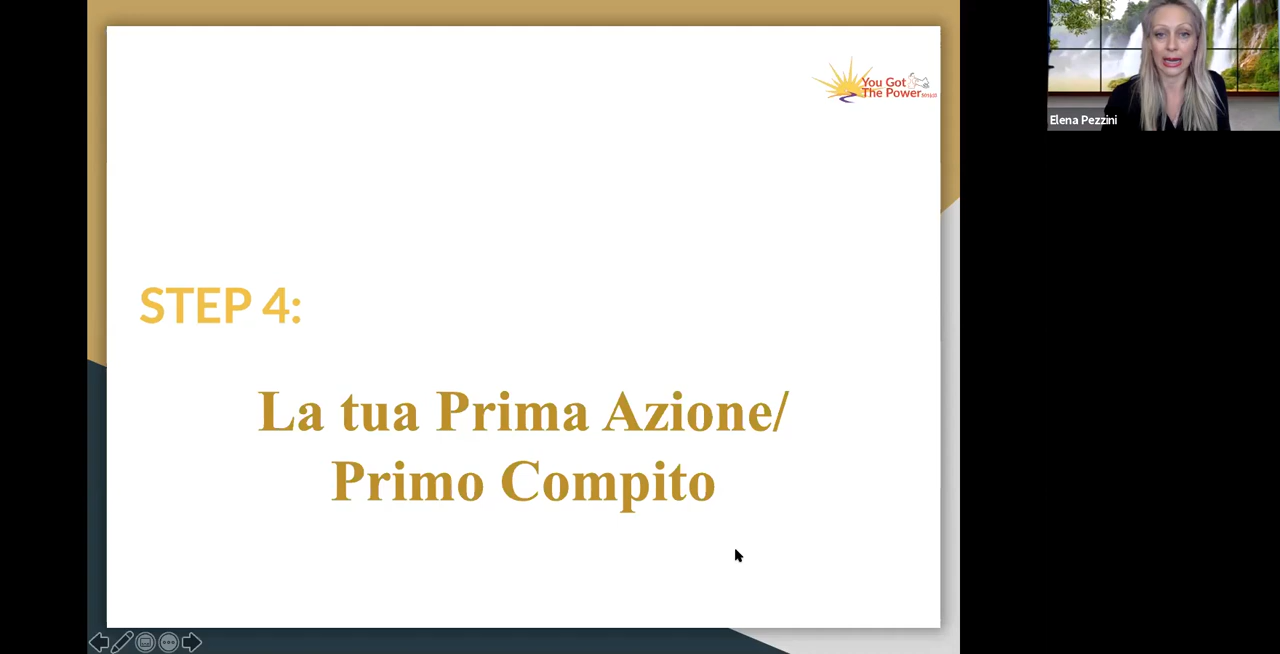 You Got
The Power
STEP 4:
La tua Prima Azione/
Primo Compito
Elena Pezzini